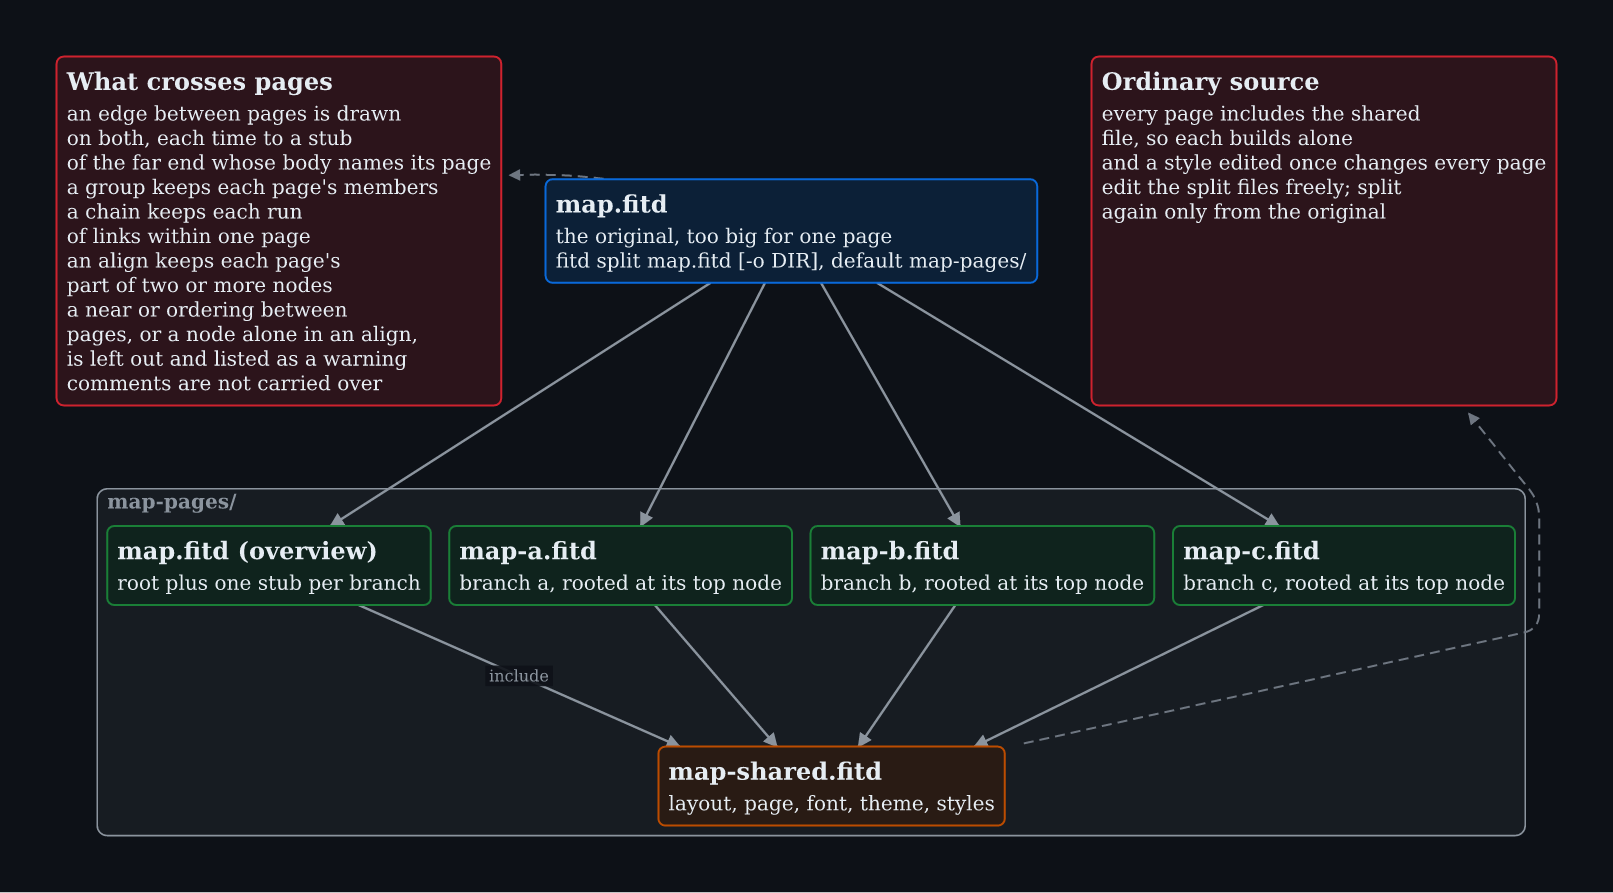 What crosses pages
an edge between pages is drawn
on both, each time to a stub
of the far end whose body names its page
a group keeps each page's members
a chain keeps each run
of links within one page
an align keeps each page's
part of two or more nodes
a near or ordering between
pages, or a node alone in an align,
is left out and listed as a warning
comments are not carried over
map.fitd
the original, too big for one page
fitd split map.fitd [-o DIR], default map-pages/
Ordinary source
every page includes the shared
file, so each builds alone
and a style edited once changes every page
edit the split files freely; split
again only from the original
map-pages/
map.fitd (overview)
root plus one stub per branch
map-a.fitd
branch a, rooted at its top node
map-b.fitd
branch b, rooted at its top node
map-c.fitd
branch c, rooted at its top node
include
map-shared.fitd
layout, page, font, theme, styles